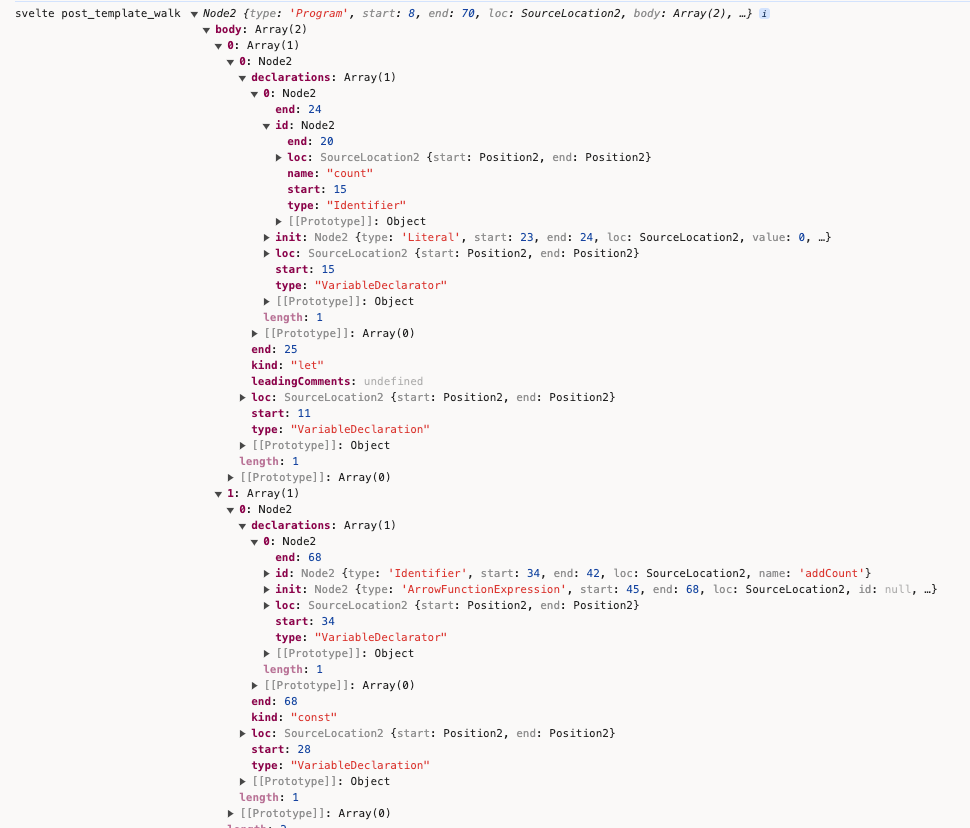 svelte post_template_walk ▼ Node2 {type: 'Program', start: 8, end: 70, loc: SourceLocation2, body: Array(2), …} i
▼ body: Array(2)
▼ 0: Array(1)
▼ 0: Node2
▼ declarations: Array(1)
▼ 0: Node2
end: 24
▼ id: Node2
end: 20
▶ loc: SourceLocation2 {start: Position2, end: Position2}
name: "count"
start: 15
type: "Identifier"
▶ [[Prototype]]: Object
▶ init: Node2 {type: 'Literal', start: 23, end: 24, loc: SourceLocation2, value: 0, …}
▶ loc: SourceLocation2 {start: Position2, end: Position2}
start: 15
type: "VariableDeclarator"
▶ [[Prototype]]: Object
length: 1
▶ [[Prototype]]: Array(0)
end: 25
kind: "let"
leadingComments: undefined
▶ loc: SourceLocation2 {start: Position2, end: Position2}
start: 11
type: "VariableDeclaration"
▶ [[Prototype]]: Object
length: 1
▶ [[Prototype]]: Array(0)
▼ 1: Array(1)
▼ 0: Node2
▼ declarations: Array(1)
▼ 0: Node2
end: 68
▶ id: Node2 {type: 'Identifier', start: 34, end: 42, loc: SourceLocation2, name: 'addCount'}
▶ init: Node2 {type: 'ArrowFunctionExpression', start: 45, end: 68, loc: SourceLocation2, id: null, …}
▶ loc: SourceLocation2 {start: Position2, end: Position2}
start: 34
type: "VariableDeclarator"
▶ [[Prototype]]: Object
length: 1
▶ [[Prototype]]: Array(0)
end: 68
kind: "const"
▶ loc: SourceLocation2 {start: Position2, end: Position2}
start: 28
type: "VariableDeclaration"
▶ [[Prototype]]: Object
length: 1
▶ [[Prototype]]: Array(0)